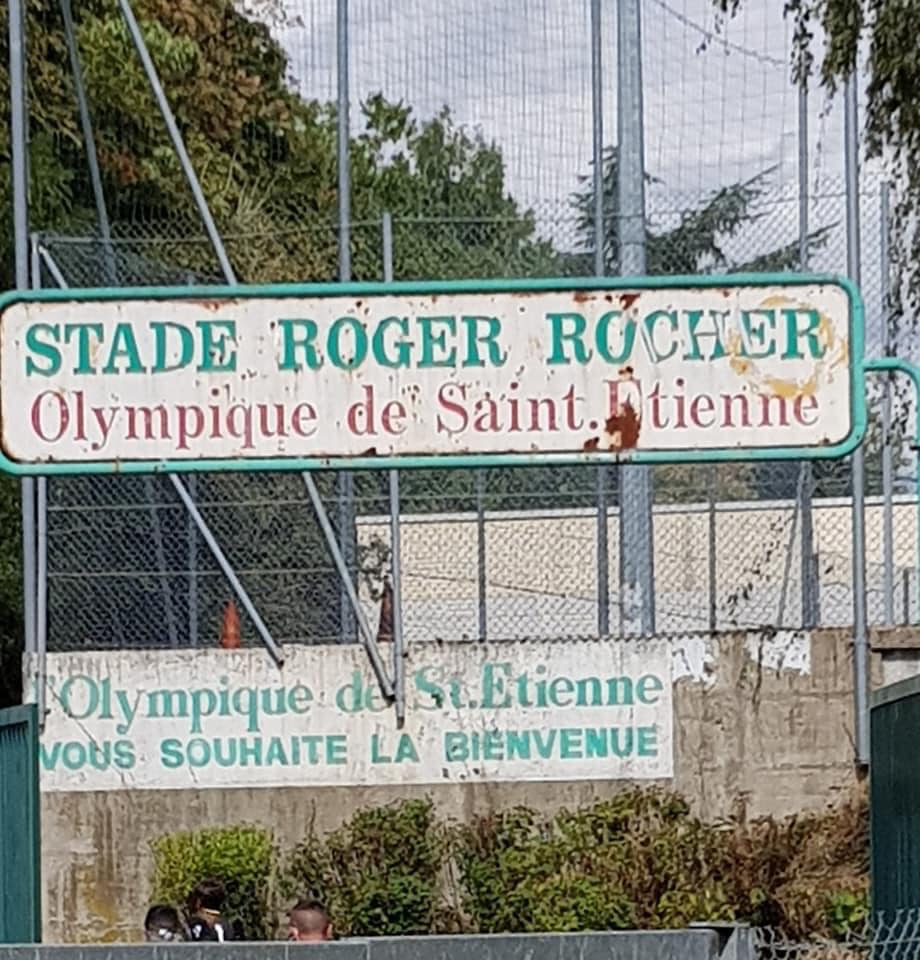 STADE ROGER ROCHER
Olympique de Saint.Etienne
l'Olympique de St.Etienne
VOUS SOUHAITE LA BIENVENUE